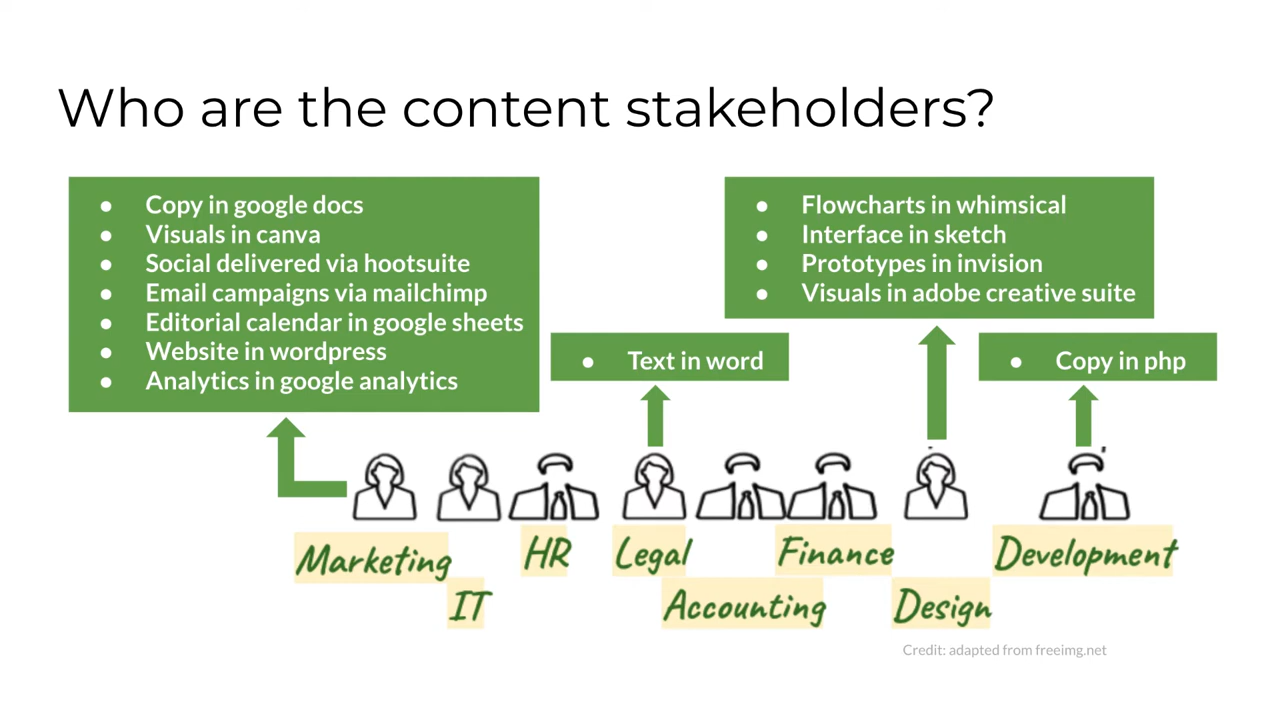 Who are the content stakeholders?
● Copy in google docs
● Visuals in canva
● Social delivered via hootsuite
● Email campaigns via mailchimp
● Editorial calendar in google sheets
● Website in wordpress
● Analytics in google analytics
● Text in word
● Flowcharts in whimsical
● Interface in sketch
● Prototypes in invision
● Visuals in adobe creative suite
● Copy in php
Marketing
IT
HR
Legal
Accounting
Finance
Design
Development
Credit: adapted from freeimg.net